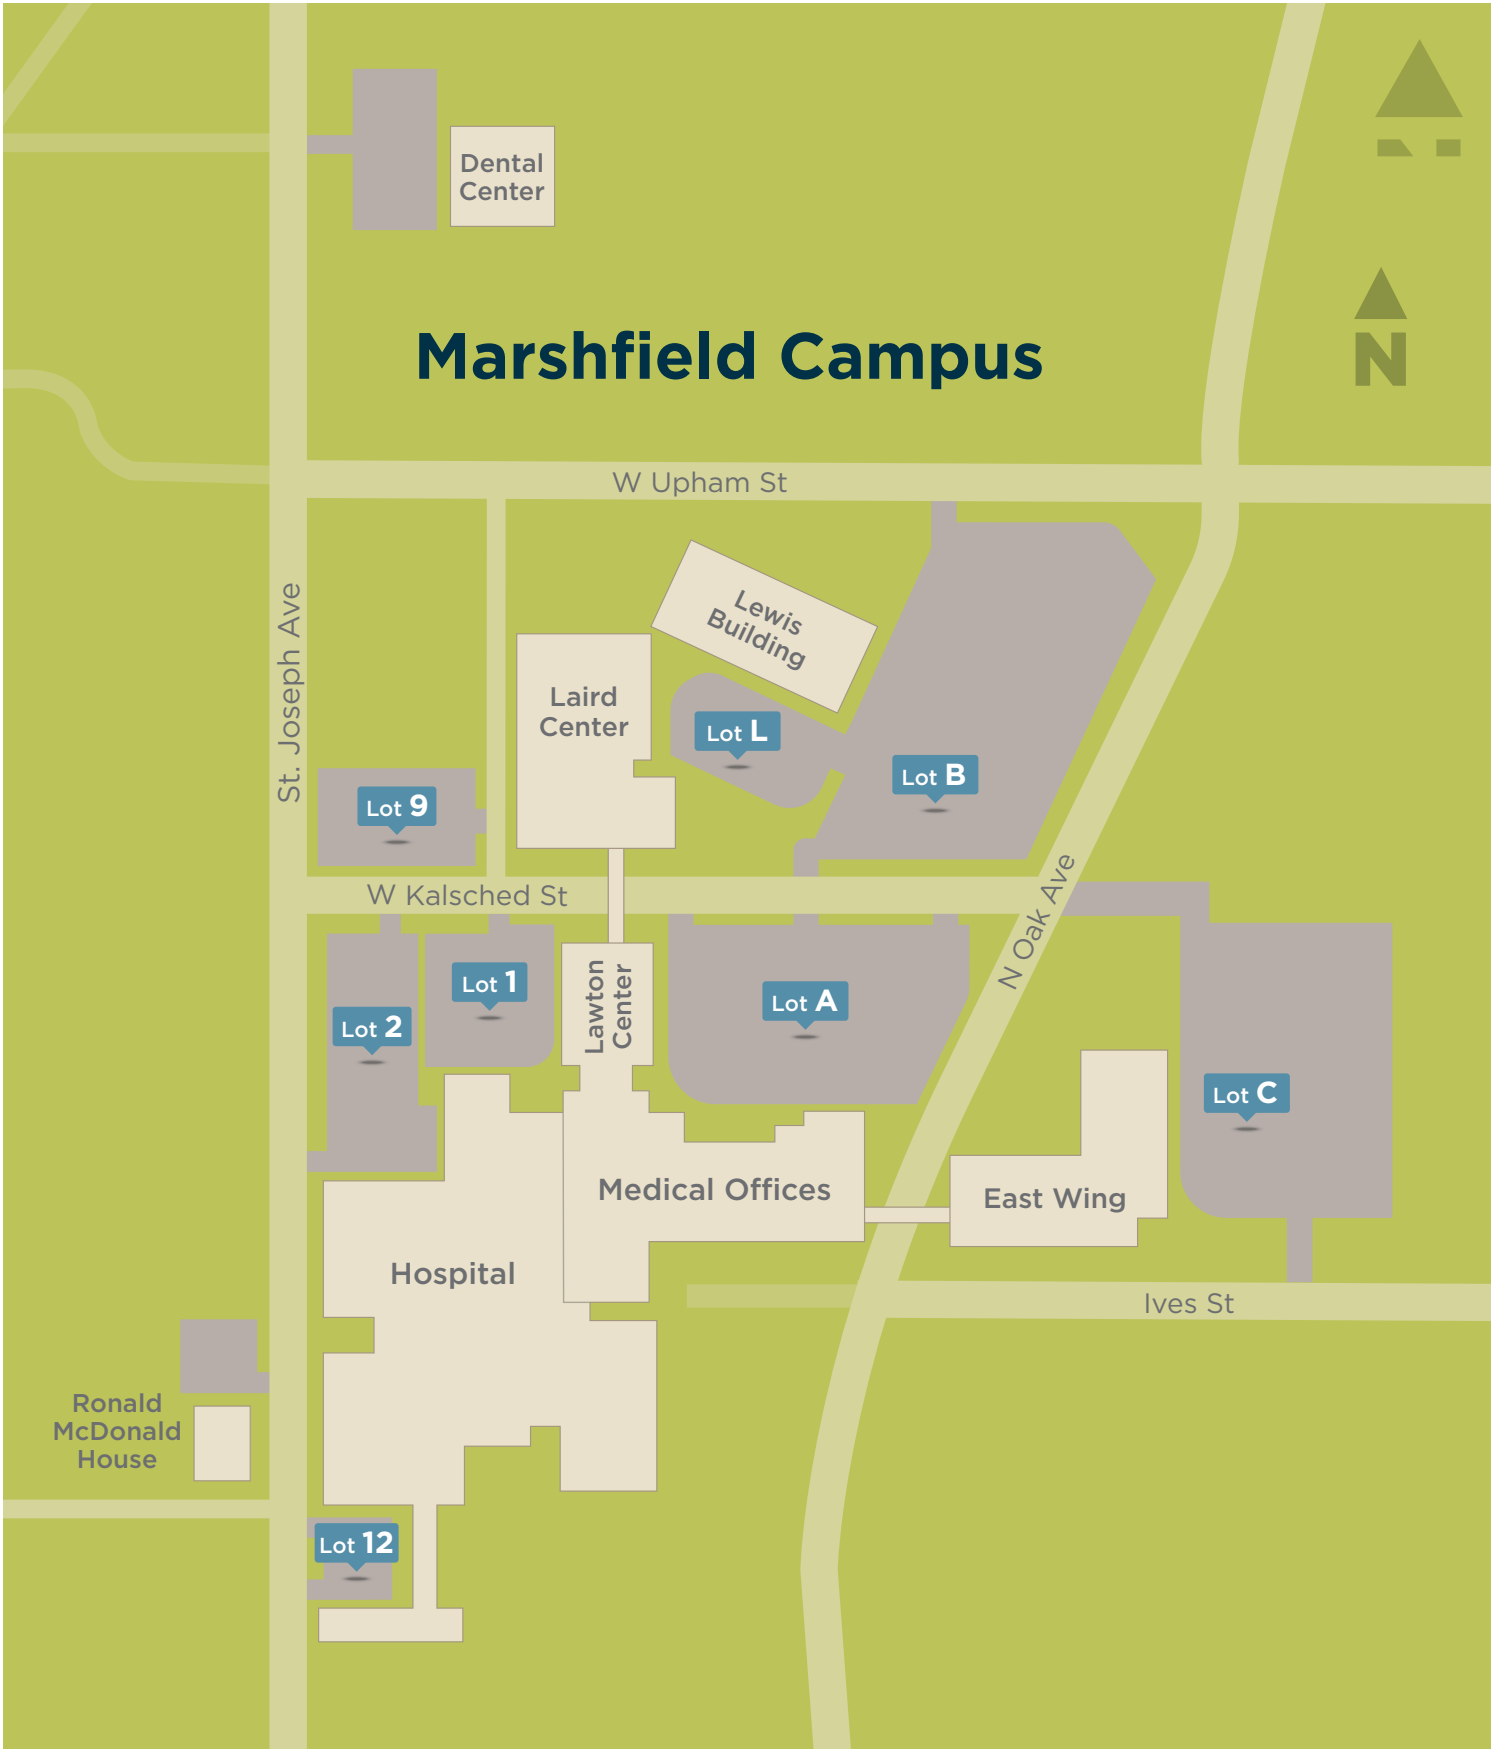 Dental
Center
Marshfield Campus
N
W Upham St
St. Joseph Ave
Lewis
Building
Laird
Center
Lot L
Lot B
Lot 9
W Kalsched St
N Oak Ave
Lawton
Center
Lot 1
Lot A
Lot 2
Lot C
Medical Offices
East Wing
Hospital
Ives St
Ronald
McDonald
House
Lot 12